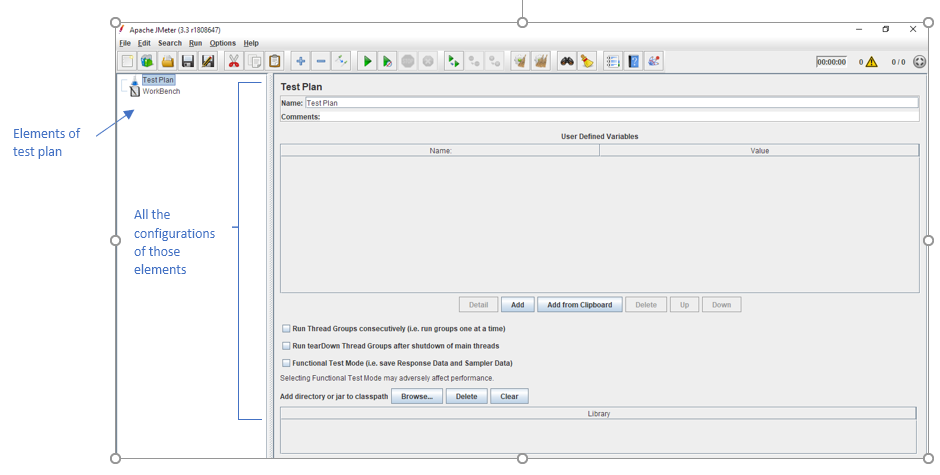 Apache JMeter (3.3 r1808647)
File Edit Search Run Options Help
00:00:00 0 0 / 0
Test Plan
WorkBench
Elements of
test plan
All the
configurations
of those
elements
Test Plan
Name: Test Plan
Comments:
User Defined Variables
Name: Value
Detail Add Add from Clipboard Delete Up Down
Run Thread Groups consecutively (i.e. run groups one at a time)
Run tearDown Thread Groups after shutdown of main threads
Functional Test Mode (i.e. save Response Data and Sampler Data)
Selecting Functional Test Mode may adversely affect performance.
Add directory or jar to classpath Browse... Delete Clear
Library